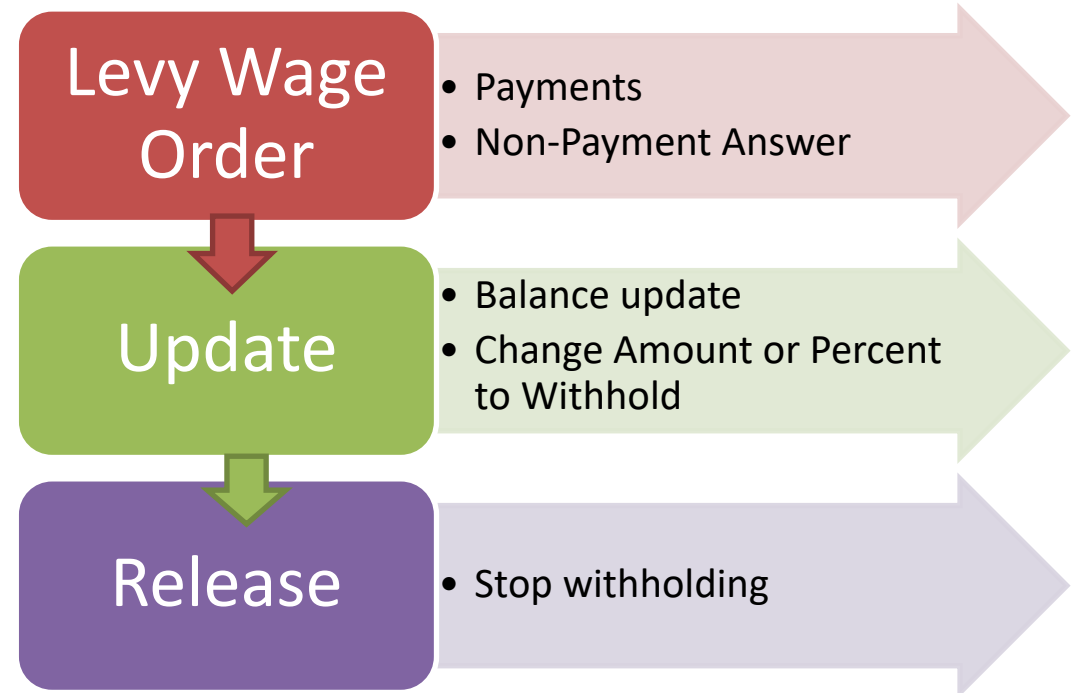 Levy Wage
Order
• Payments
• Non-Payment Answer
Update
• Balance update
• Change Amount or Percent
to Withhold
Release
• Stop withholding